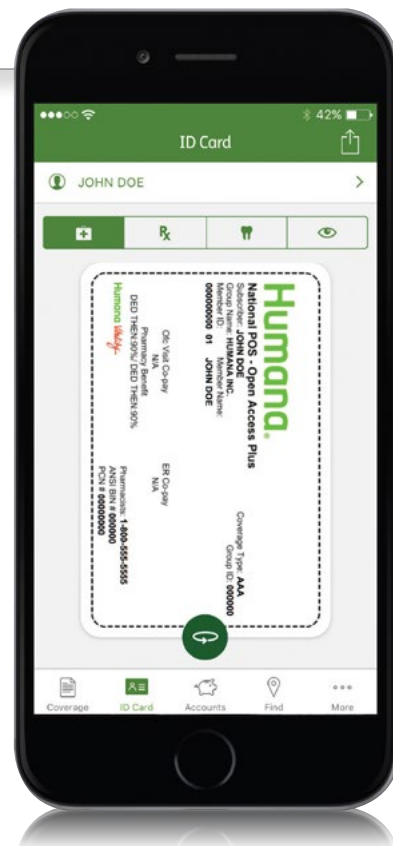 42%
ID Card
JOHN DOE
Rx
Humana.
National POS - Open Access Plus
Subscriber: JOHN DOE
Group Name: HUMANA INC.
Member ID: Member Name:
000000000 01 JOHN DOE
Coverage Type: AAA
Group ID: 000000
Ofc Visit Co-pay
N/A
ER Co-pay
N/A
Pharmacy Benefit
DED THEN:90%/ DED THEN:90%
Humana Vitality
Pharmacists: 1-800-555-5555
ANSI BIN # 000000
PCN # 00000000
Coverage
ID Card
Accounts
Find
More